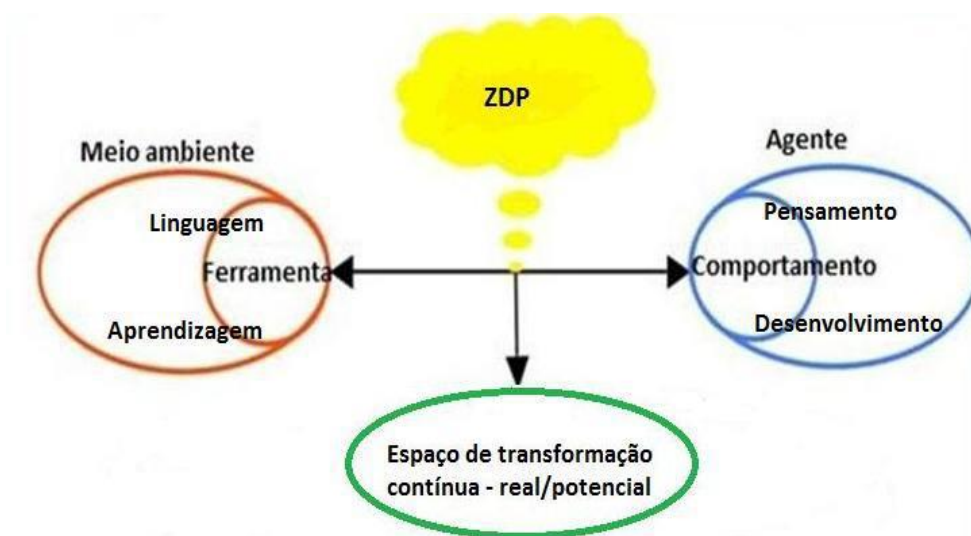 ZDP
Meio ambiente
Agente
Linguagem
Pensamento
Ferramenta
Comportamento
Aprendizagem
Desenvolvimento
Espaço de transformação
contínua - real/potencial